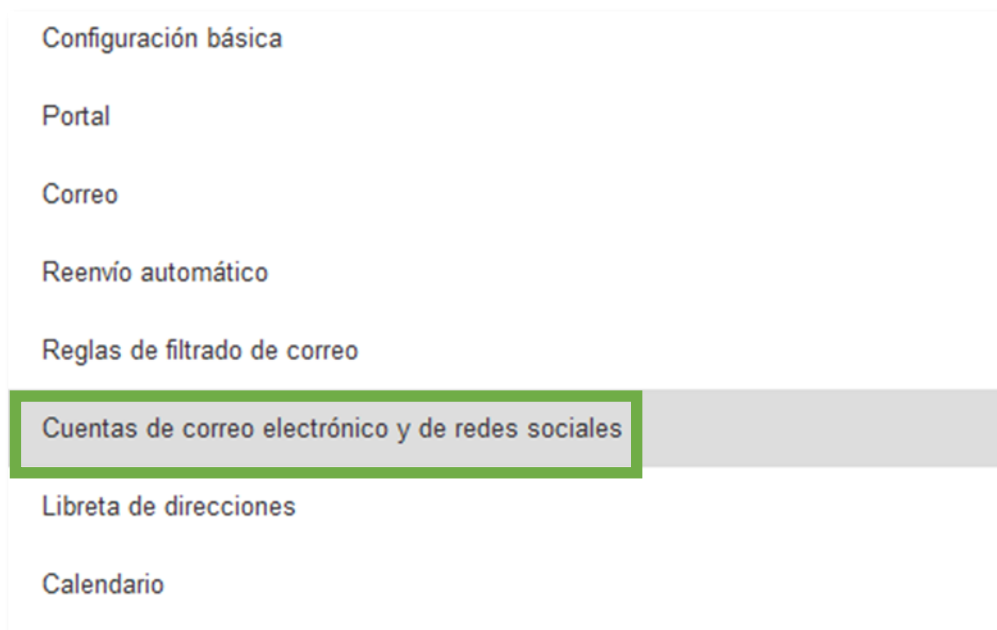 Configuración básica
Portal
Correo
Reenvío automático
Reglas de filtrado de correo
Cuentas de correo electrónico y de redes sociales
Libreta de direcciones
Calendario